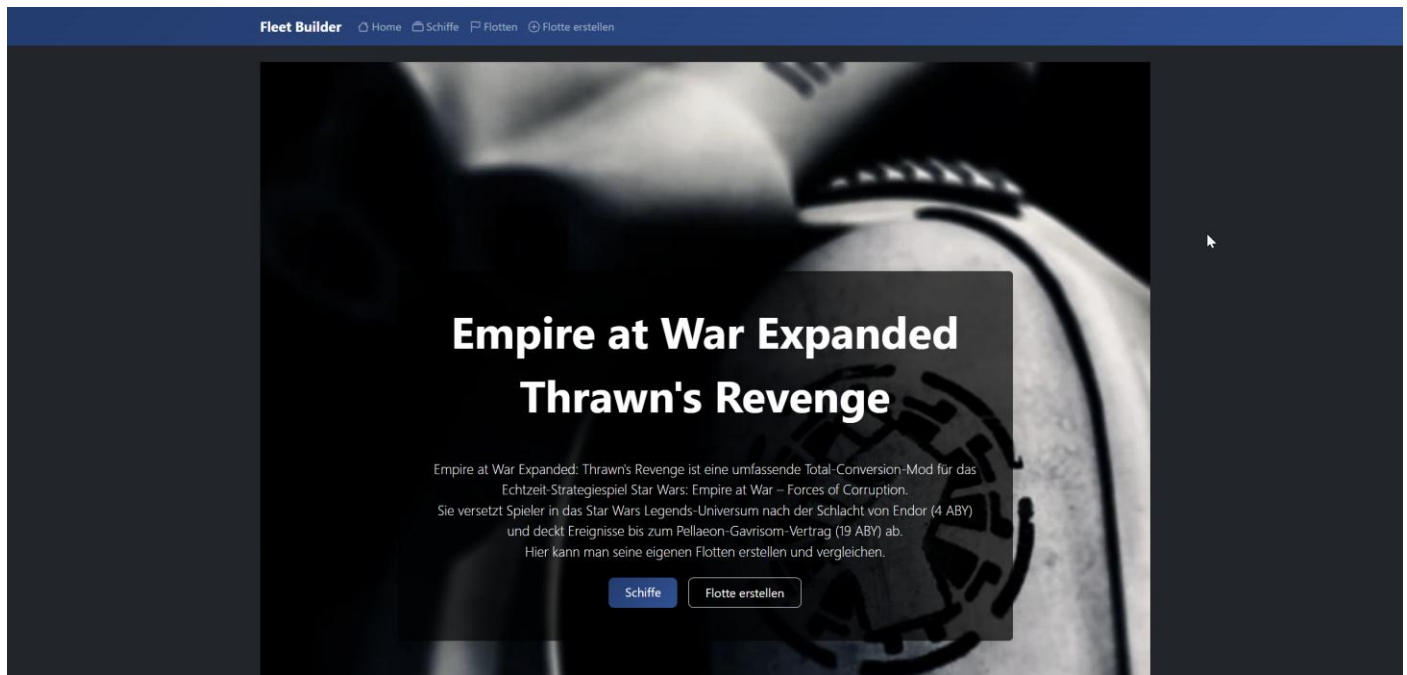 Fleet Builder Home Schiffe Flotten Flotte erstellen
Empire at War Expanded
Thrawn's Revenge
Empire at War Expanded: Thrawn's Revenge ist eine umfassende Total-Conversion-Mod für das
Echtzeit-Strategiespiel Star Wars: Empire at War – Forces of Corruption.
Sie versetzt Spieler in das Star Wars Legends-Universum nach der Schlacht von Endor (4 ABY)
und deckt Ereignisse bis zum Pellaeon-Gavrisom-Vertrag (19 ABY) ab.
Hier kann man seine eigenen Flotten erstellen und vergleichen.
Schiffe Flotte erstellen